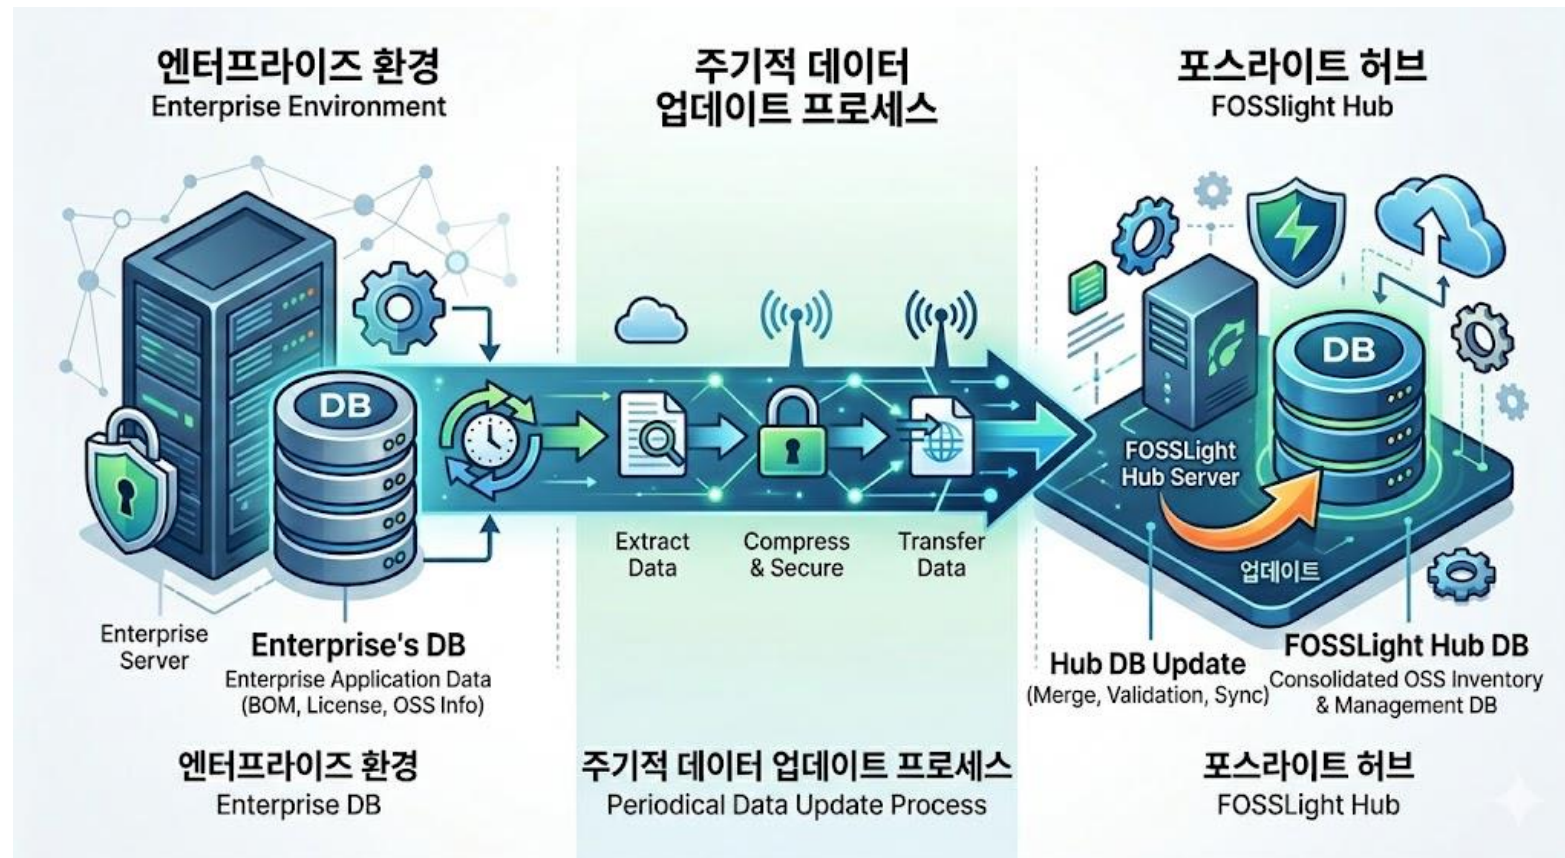 엔터프라이즈 환경
Enterprise Environment
주기적 데이터
업데이트 프로세스
포스라이트 허브
FOSSlight Hub
DB
DB
FOSSLight
Hub Server
업데이트
Extract
Data
Compress
& Secure
Transfer
Data
Enterprise
Server
Enterprise's DB
Enterprise Application Data
(BOM, License, OSS Info)
Hub DB Update
(Merge, Validation, Sync)
FOSSLight Hub DB
Consolidated OSS Inventory
& Management DB
엔터프라이즈 환경
Enterprise DB
주기적 데이터 업데이트 프로세스
Periodical Data Update Process
포스라이트 허브
FOSSLight Hub